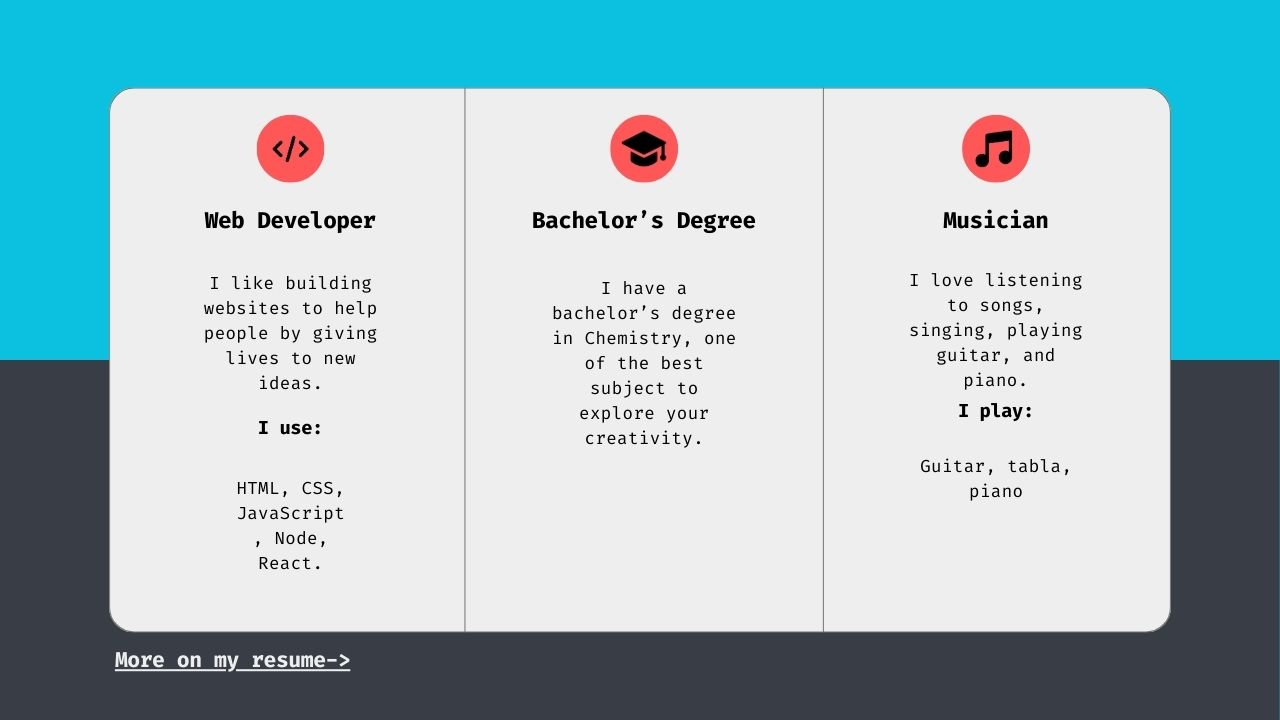 Web Developer
I like building
websites to help
people by giving
lives to new
ideas.
I use:
HTML, CSS,
JavaScript
, Node,
React.
Bachelor’s Degree
I have a
bachelor’s degree
in Chemistry, one
of the best
subject to
explore your
creativity.
Musician
I love listening
to songs,
singing, playing
guitar, and
piano.
I play:
Guitar, tabla,
piano
More on my resume->